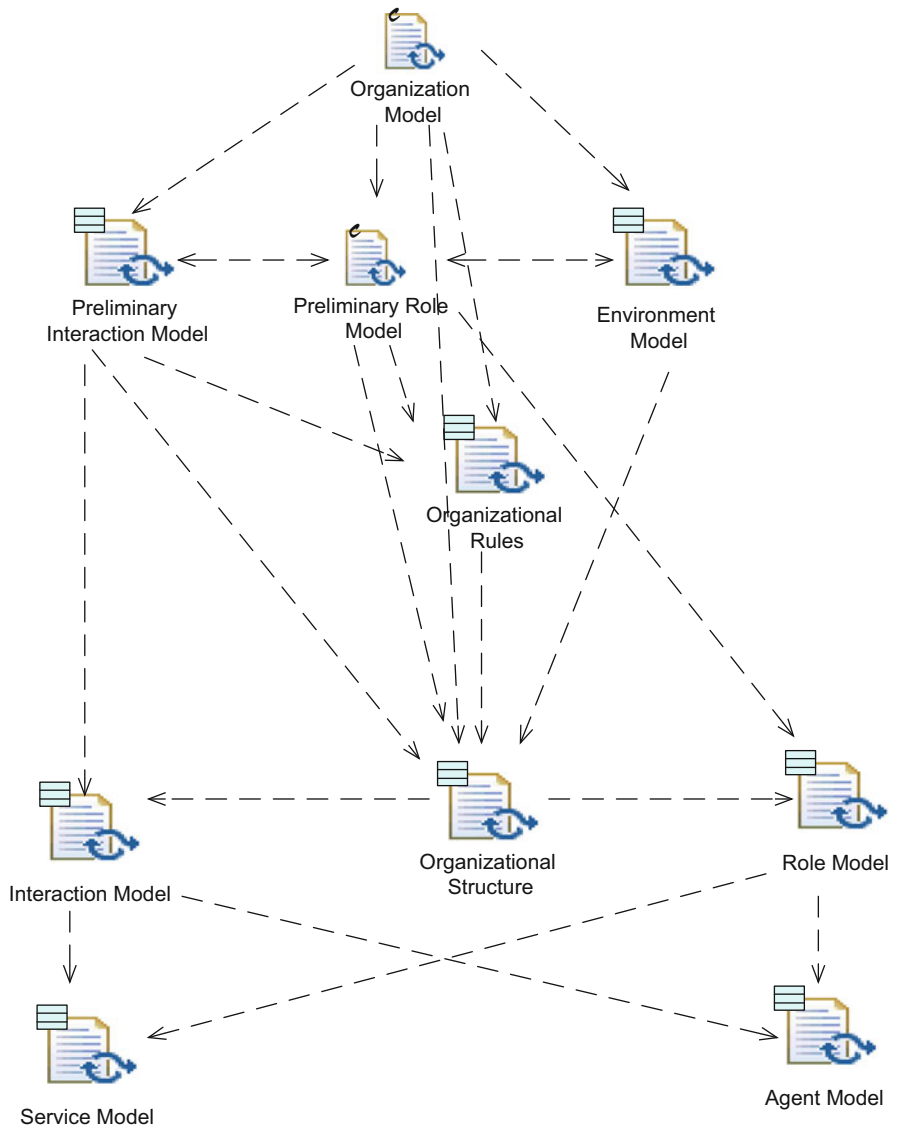 Organization
Model
Preliminary
Interaction Model
Preliminary Role
Model
Environment
Model
Organizational
Rules
Interaction Model
Organizational
Structure
Role Model
Service Model
Agent Model